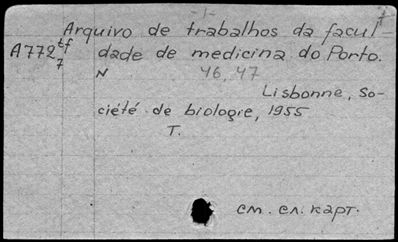 -1-
Arquivo de trabalhos da facul-
A772 tf/7 dade de medicina do Porto.
N 46, 47
Lisbonne, So-
ciété de biologie, 1955
T.
см. сл. карт.